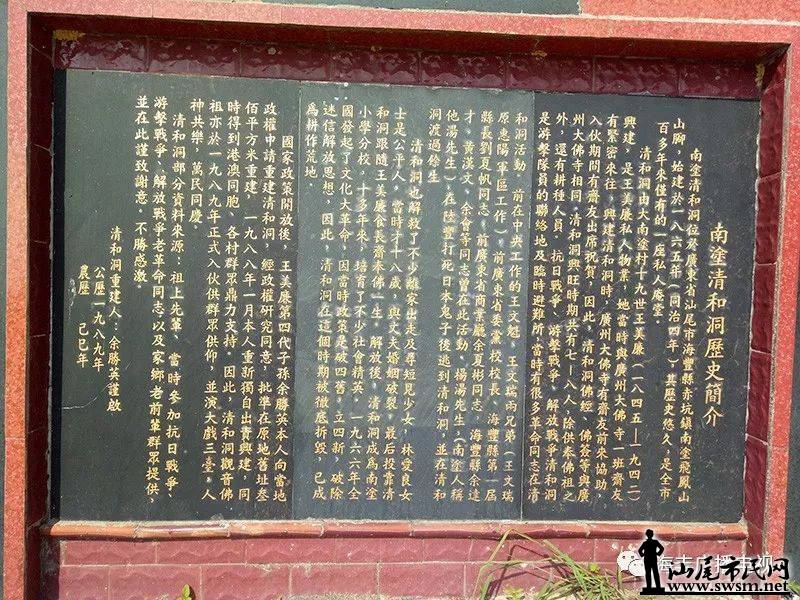 南塗清和洞歷史簡介
南塗清和洞位於廣東省汕尾市海豐縣赤坑鎮南塗飛鳳山
山脚，始建於一八六五年（同治四年），其歷史悠久，是全市
百多年來僅有的一座私人庵堂。
清和洞由大南塗村十九世王美廉（一八四五—一九四二）
興建，是王美廉私人物業，她當時與廣州大佛寺一班齋友
有緊密來往，興建清和洞時，廣州大佛寺有齋友前來協助，
入伙期間有齋友出席祝賀，因此，清和洞佛經、佛簽等與廣
州大佛寺相同，清和洞興旺時期共有七—八人，除供奉佛祖之
外，還有耕種人員，抗日戰爭、游擊戰爭、解放戰爭清和洞
是游擊隊員的聯絡地及臨時避難所，當時有很多革命同志在清
和洞活動，前在中央工作的王文魁、王文瑞兩兄弟（王文瑞
原惠陽軍區工作），前廣東省委黨校校長、海豐縣第一屆
縣長劉夏帆同志，前廣東省商業廳余夏彬同志，海豐縣余達
才、黃漢文、余會等同志曾在此活動，楊湯先生（南塗人稱
他湯先生），在陸豐打死日本鬼子後逃到清和洞，並在清和
洞渡過餘生
清和洞也解救了不少離家出走及尋短見少女，林愛良女
士是公平人，當時才十八歲，與丈夫婚姻破裂，最后投靠清
和洞跟隨王美廉食長齋奉佛一生，解放後，清和洞成為南塗
小學分校，十多年來，培育了不少社會精英。一九六六年全
國發起了文化大革命，因當時政策是破四舊，立四新，破除
迷信解放思想，因此，清和洞在這個時期被徹底拆毀，已成
為耕作荒地。
國家政策開放後，王美廉第四代子孫余勝英本人向當地
政權申請重建清和洞，經政權研究同意，批準在原地舊址叁
佰平方米重建，一九八八年一月本人重新獨自出資興建，同
時得到港澳同胞、各村群眾鼎力支持。因此，清和洞觀音佛
祖亦於一九八九年正式入伙供群眾供仰，並演大戲三臺。人
神共樂，萬民同慶。
清和洞部分資料來源：祖上先輩、當時參加抗日戰爭、
游擊戰爭、解放戰爭老革命同志以及家鄉老前輩群眾提供，
並在此謹致謝意。不勝感激。
清和洞重建人：余勝英謹啟
公歷一九八九年
農歷 己巳年
汕尾市民网
www.swsm.net